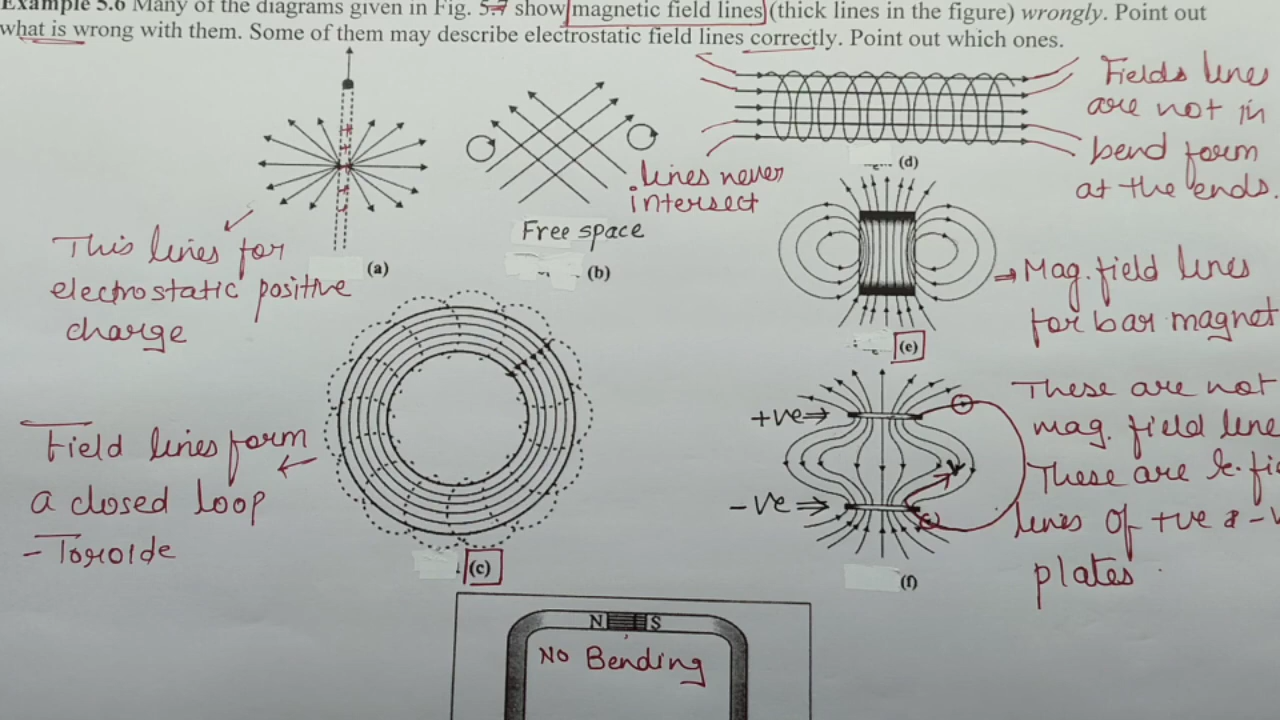 Example 5.6 Many of the diagrams given in Fig. 5.7 show magnetic field lines (thick lines in the figure) wrongly. Point out
what is wrong with them. Some of them may describe electrostatic field lines correctly. Point out which ones.
This lines for
electrostatic positive
charge
(a)
lines never
intersect
Free space
(b)
Fields lines
are not in
bend form
at the ends.
(d)
Mag. field lines
for bar magnet
(e)
Field lines form
a closed loop
- Toroide
(c)
+ve
-ve
These are not
mag. field line
These are
lines of +ve & -v
plates
(f)
N S
No Bending